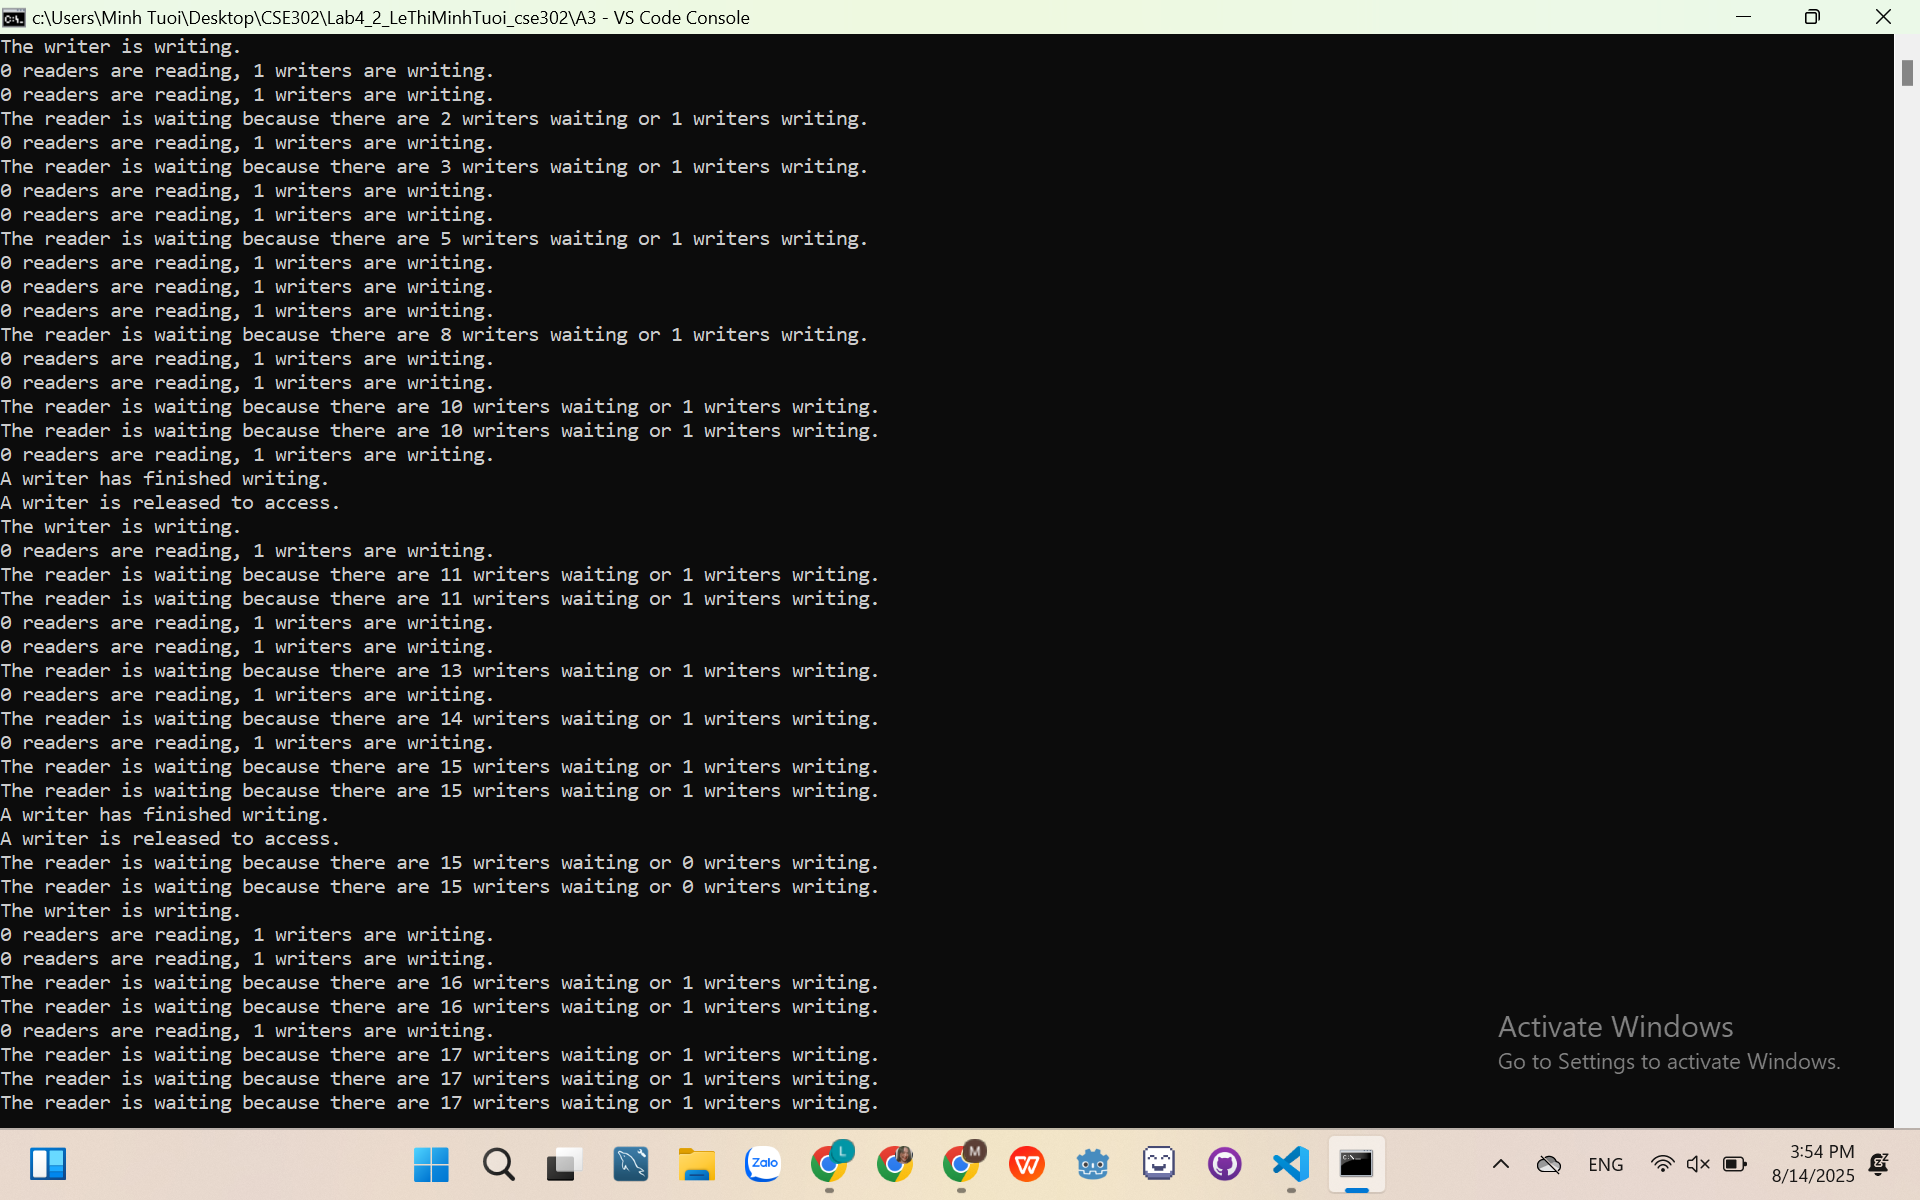 c:\Users\Minh Tuoi\Desktop\CSE302\Lab4_2_LeThiMinhTuoi_cse302\A3 - VS Code Console
The writer is writing.
0 readers are reading, 1 writers are writing.
0 readers are reading, 1 writers are writing.
The reader is waiting because there are 2 writers waiting or 1 writers writing.
0 readers are reading, 1 writers are writing.
The reader is waiting because there are 3 writers waiting or 1 writers writing.
0 readers are reading, 1 writers are writing.
0 readers are reading, 1 writers are writing.
The reader is waiting because there are 5 writers waiting or 1 writers writing.
0 readers are reading, 1 writers are writing.
0 readers are reading, 1 writers are writing.
0 readers are reading, 1 writers are writing.
The reader is waiting because there are 8 writers waiting or 1 writers writing.
0 readers are reading, 1 writers are writing.
0 readers are reading, 1 writers are writing.
The reader is waiting because there are 10 writers waiting or 1 writers writing.
The reader is waiting because there are 10 writers waiting or 1 writers writing.
0 readers are reading, 1 writers are writing.
A writer has finished writing.
A writer is released to access.
The writer is writing.
0 readers are reading, 1 writers are writing.
The reader is waiting because there are 11 writers waiting or 1 writers writing.
The reader is waiting because there are 11 writers waiting or 1 writers writing.
0 readers are reading, 1 writers are writing.
0 readers are reading, 1 writers are writing.
The reader is waiting because there are 13 writers waiting or 1 writers writing.
0 readers are reading, 1 writers are writing.
The reader is waiting because there are 14 writers waiting or 1 writers writing.
0 readers are reading, 1 writers are writing.
The reader is waiting because there are 15 writers waiting or 1 writers writing.
The reader is waiting because there are 15 writers waiting or 1 writers writing.
A writer has finished writing.
A writer is released to access.
The reader is waiting because there are 15 writers waiting or 0 writers writing.
The reader is waiting because there are 15 writers waiting or 0 writers writing.
The writer is writing.
0 readers are reading, 1 writers are writing.
0 readers are reading, 1 writers are writing.
The reader is waiting because there are 16 writers waiting or 1 writers writing.
The reader is waiting because there are 16 writers waiting or 1 writers writing.
0 readers are reading, 1 writers are writing.
The reader is waiting because there are 17 writers waiting or 1 writers writing.
The reader is waiting because there are 17 writers waiting or 1 writers writing.
The reader is waiting because there are 17 writers waiting or 1 writers writing.
Activate Windows
Go to Settings to activate Windows.
Zalo
L
M
W
ENG
3:54 PM
8/14/2025